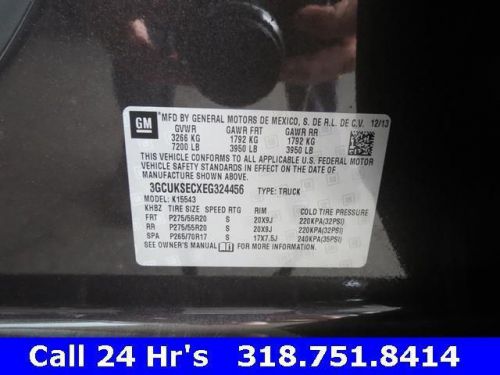 GM
MFD BY GENERAL MOTORS DE MEXICO, S. DE R.L. DE C.V. 12/13
GVWR GAWR FRT GAWR RR
3266 KG 1792 KG 1792 KG
7200 LB 3950 LB 3950 LB
THIS VEHICLE CONFORMS TO ALL APPLICABLE U.S. FEDERAL MOTOR
VEHICLE SAFETY STANDARDS IN EFFECT ON THE DATE OF
MANUFACTURE SHOWN ABOVE.
3GCUKSECXEG324456 TYPE: TRUCK
MODEL: K15543
KHBZ TIRE SIZE SPEED RTG RIM COLD TIRE PRESSURE
FRT P275/55R20 S 20X9J 220KPA(32PSI)
RR P275/55R20 S 20X9J 220KPA(32PSI)
SPA P265/70R17 S 17X7.5J 240KPA(35PSI)
SEE OWNER'S MANUAL i FOR MORE INFORMATION.
Call 24 Hr's 318.751.8414